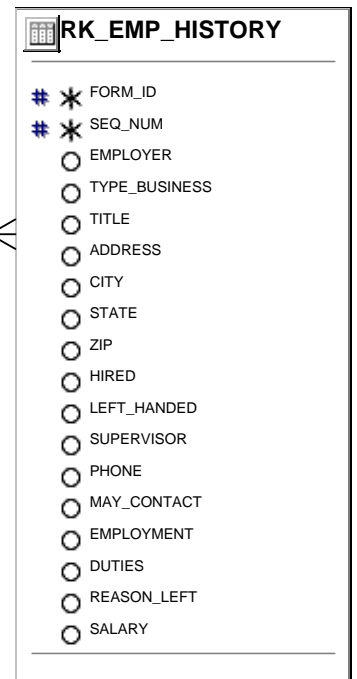 RK_EMP_HISTORY
# * FORM_ID
# * SEQ_NUM
EMPLOYER
TYPE_BUSINESS
TITLE
ADDRESS
CITY
STATE
ZIP
HIRED
LEFT_HANDED
SUPERVISOR
PHONE
MAY_CONTACT
EMPLOYMENT
DUTIES
REASON_LEFT
SALARY